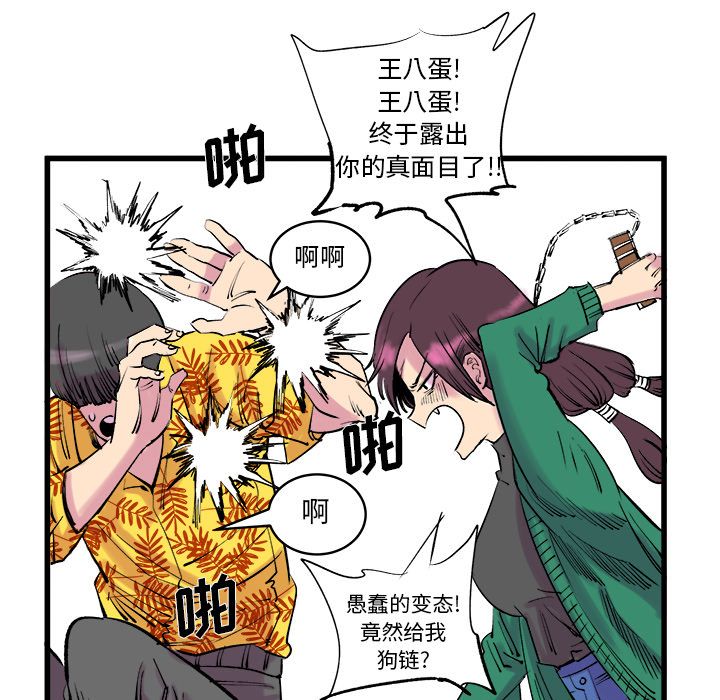 王八蛋!
王八蛋!
终于露出
你的真面目了!!
啪
啊啊
啪
啊
啪
愚蠢的变态!
竟然给我
狗链?